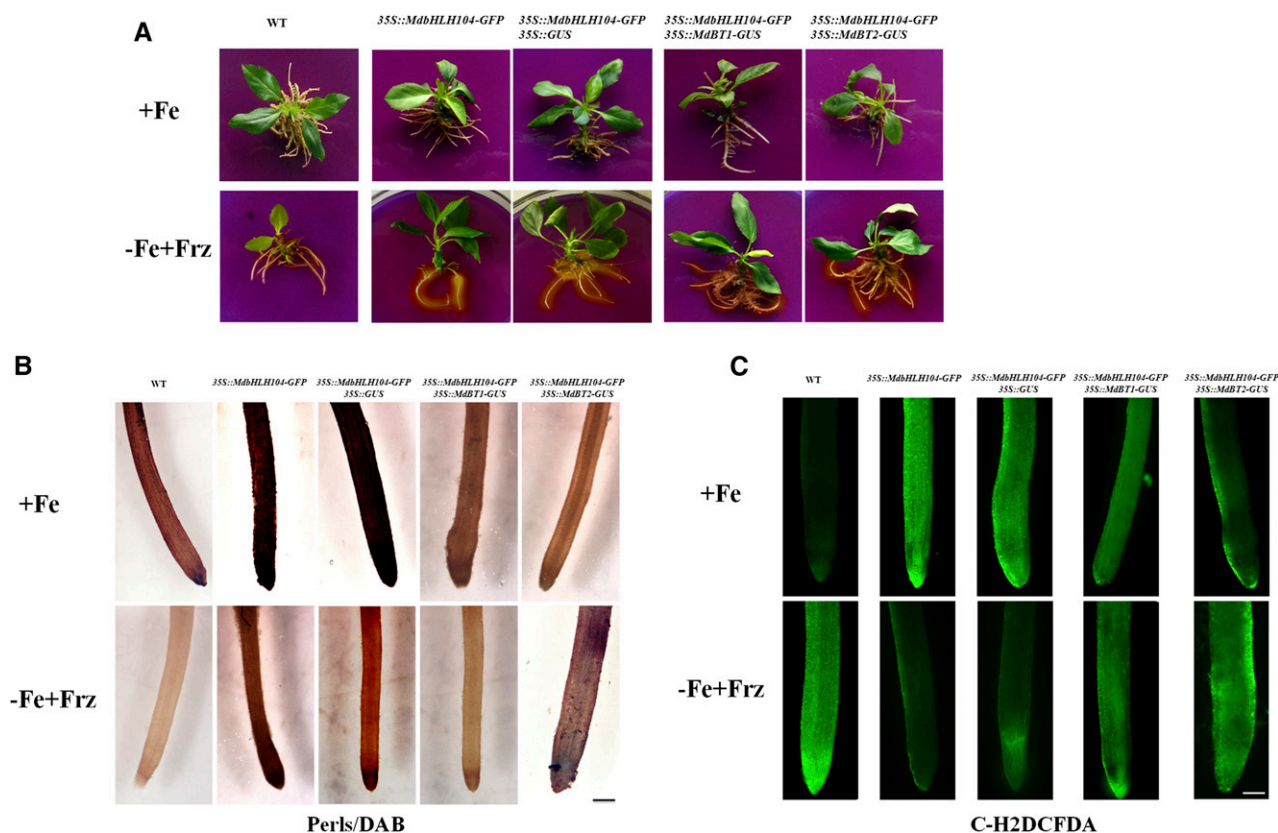 A
WT
35S::MdbHLH104-GFP
35S::MdbHLH104-GFP
35S::GUS
35S::MdbHLH104-GFP
35S::MdBT1-GUS
35S::MdbHLH104-GFP
35S::MdBT2-GUS
+Fe
-Fe+Frz
B
WT
35S::MdbHLH104-GFP
35S::MdbHLH104-GFP
35S::GUS
35S::MdbHLH104-GFP
35S::MdBT1-GUS
35S::MdbHLH104-GFP
35S::MdBT2-GUS
+Fe
-Fe+Frz
Perls/DAB
C
WT
35S::MdbHLH104-GFP
35S::MdbHLH104-GFP
35S::GUS
35S::MdbHLH104-GFP
35S::MdBT1-GUS
35S::MdbHLH104-GFP
35S::MdBT2-GUS
+Fe
-Fe+Frz
C-H2DCFDA